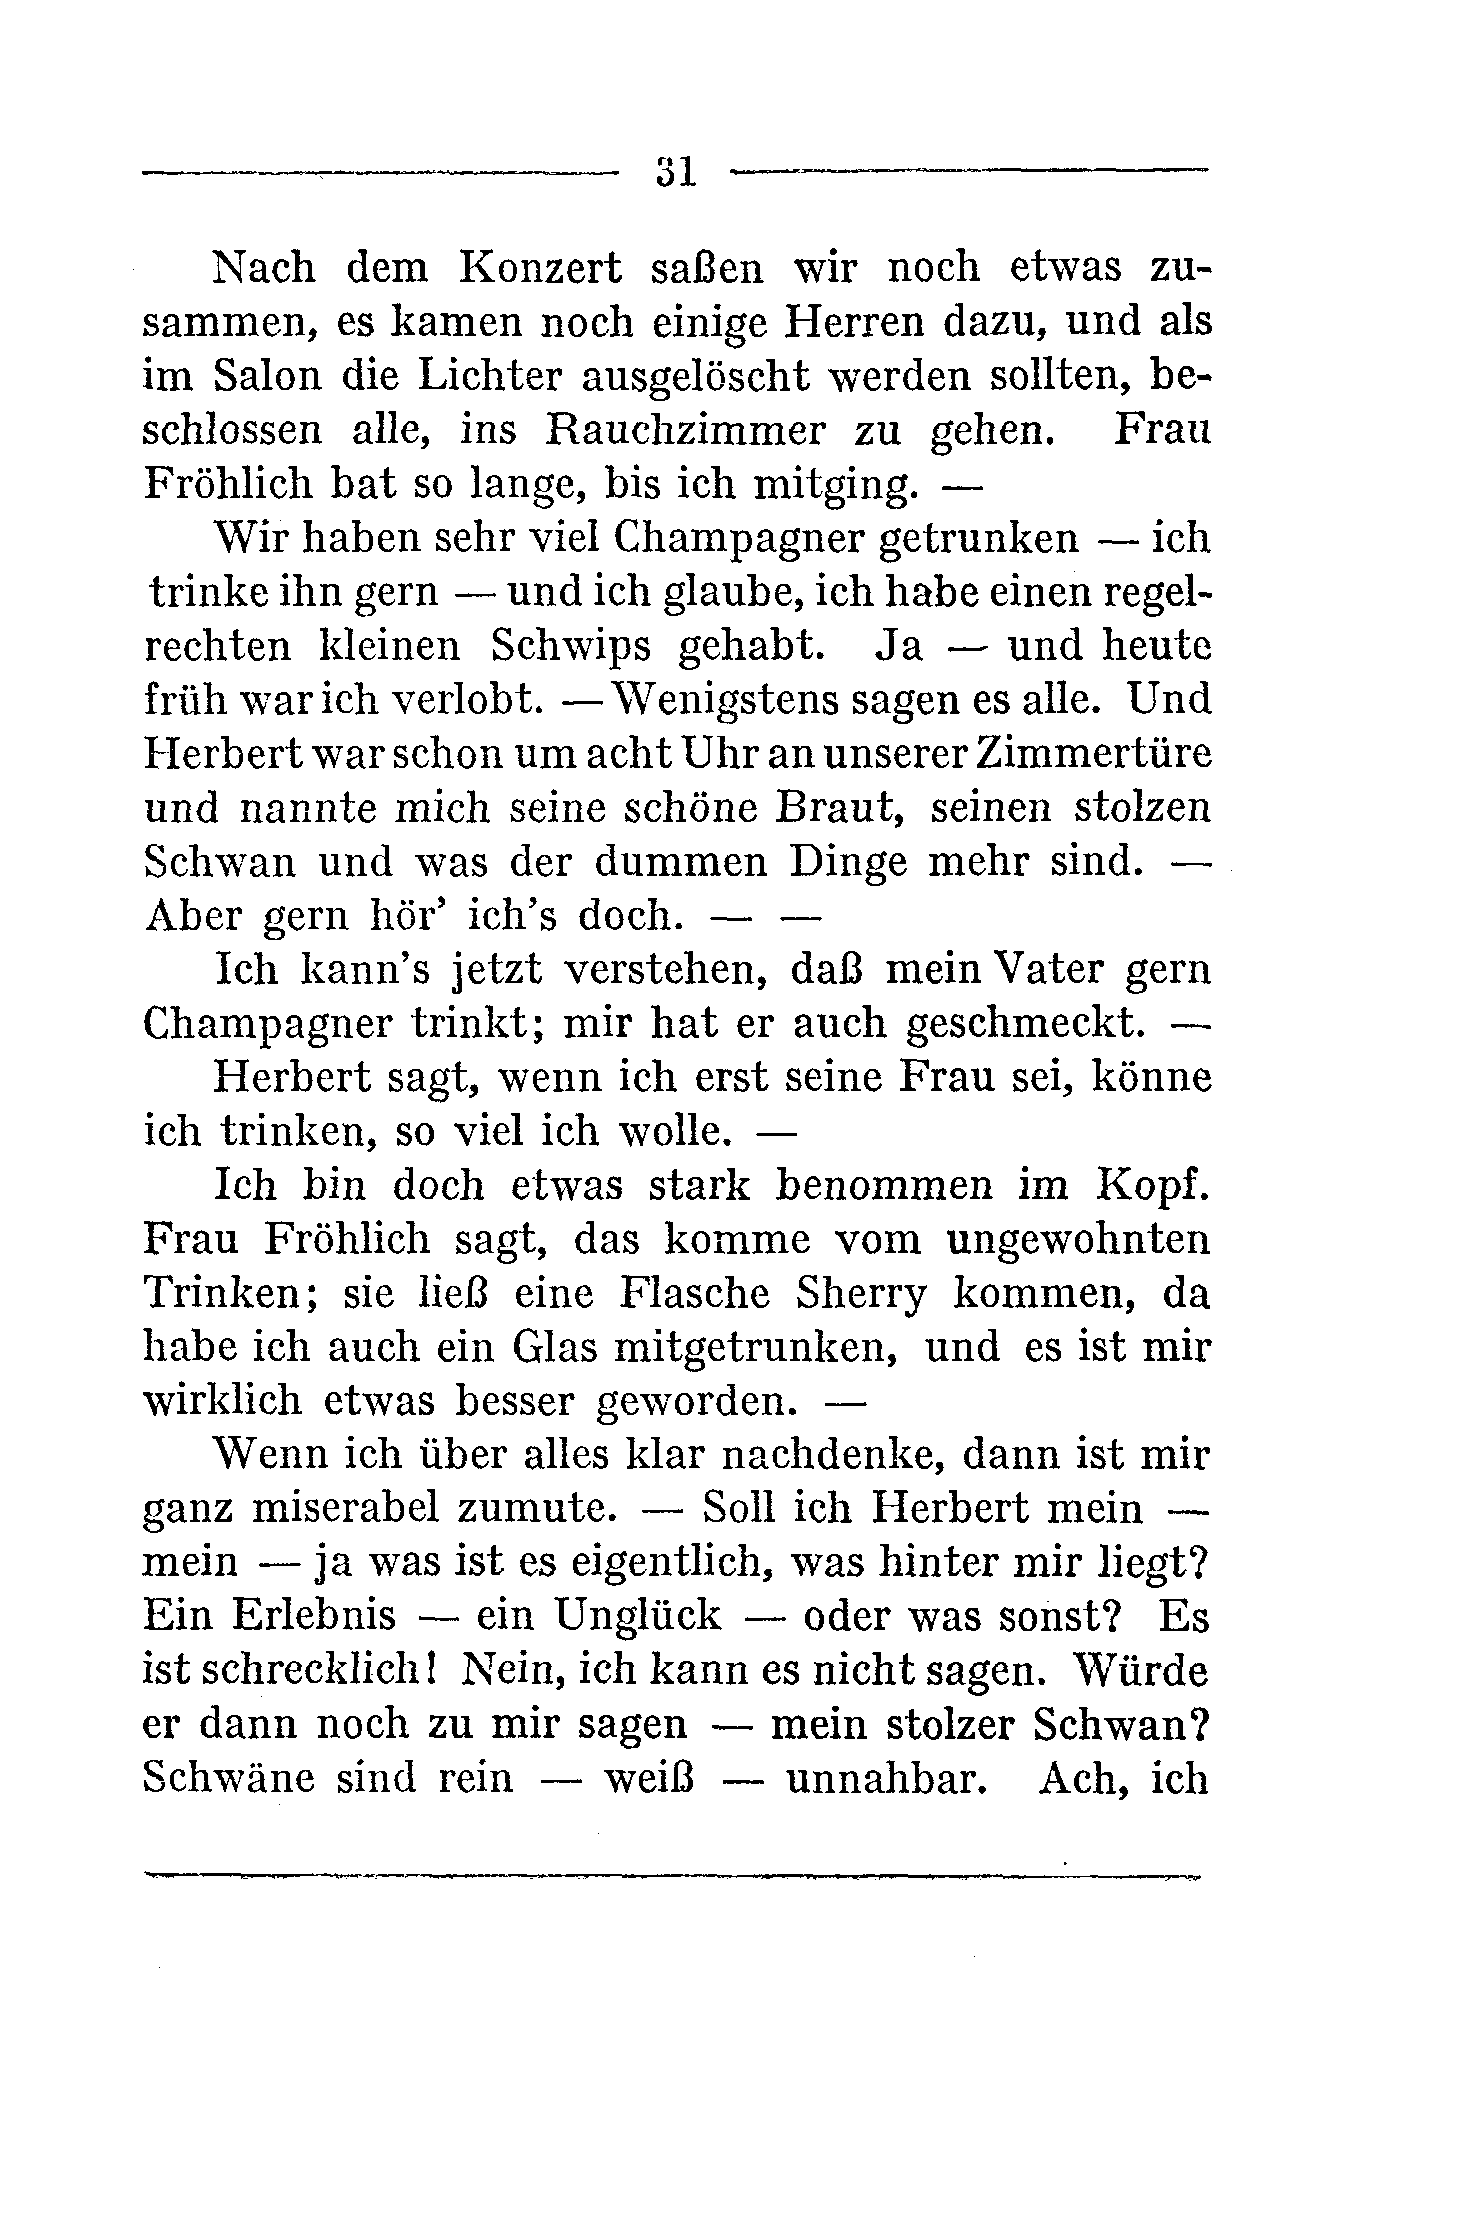 31
Nach dem Konzert saßen wir noch etwas zu-
sammen, es kamen noch einige Herren dazu, und als
im Salon die Lichter ausgelöscht werden sollten, be-
schlossen alle, ins Rauchzimmer zu gehen. Frau
Fröhlich bat so lange, bis ich mitging. —
Wir haben sehr viel Champagner getrunken — ich
trinke ihn gern — und ich glaube, ich habe einen regel-
rechten kleinen Schwips gehabt. Ja — und heute
früh war ich verlobt. — Wenigstens sagen es alle. Und
Herbert war schon um acht Uhr an unserer Zimmertüre
und nannte mich seine schöne Braut, seinen stolzen
Schwan und was der dummen Dinge mehr sind. —
Aber gern hör’ ich’s doch. — —
Ich kann’s jetzt verstehen, daß mein Vater gern
Champagner trinkt; mir hat er auch geschmeckt. —
Herbert sagt, wenn ich erst seine Frau sei, könne
ich trinken, so viel ich wolle. —
Ich bin doch etwas stark benommen im Kopf.
Frau Fröhlich sagt, das komme vom ungewohnten
Trinken; sie ließ eine Flasche Sherry kommen, da
habe ich auch ein Glas mitgetrunken, und es ist mir
wirklich etwas besser geworden. —
Wenn ich über alles klar nachdenke, dann ist mir
ganz miserabel zumute. — Soll ich Herbert mein —
mein — ja was ist es eigentlich, was hinter mir liegt?
Ein Erlebnis — ein Unglück — oder was sonst? Es
ist schrecklich! Nein, ich kann es nicht sagen. Würde
er dann noch zu mir sagen — mein stolzer Schwan?
Schwäne sind rein — weiß — unnahbar. Ach, ich